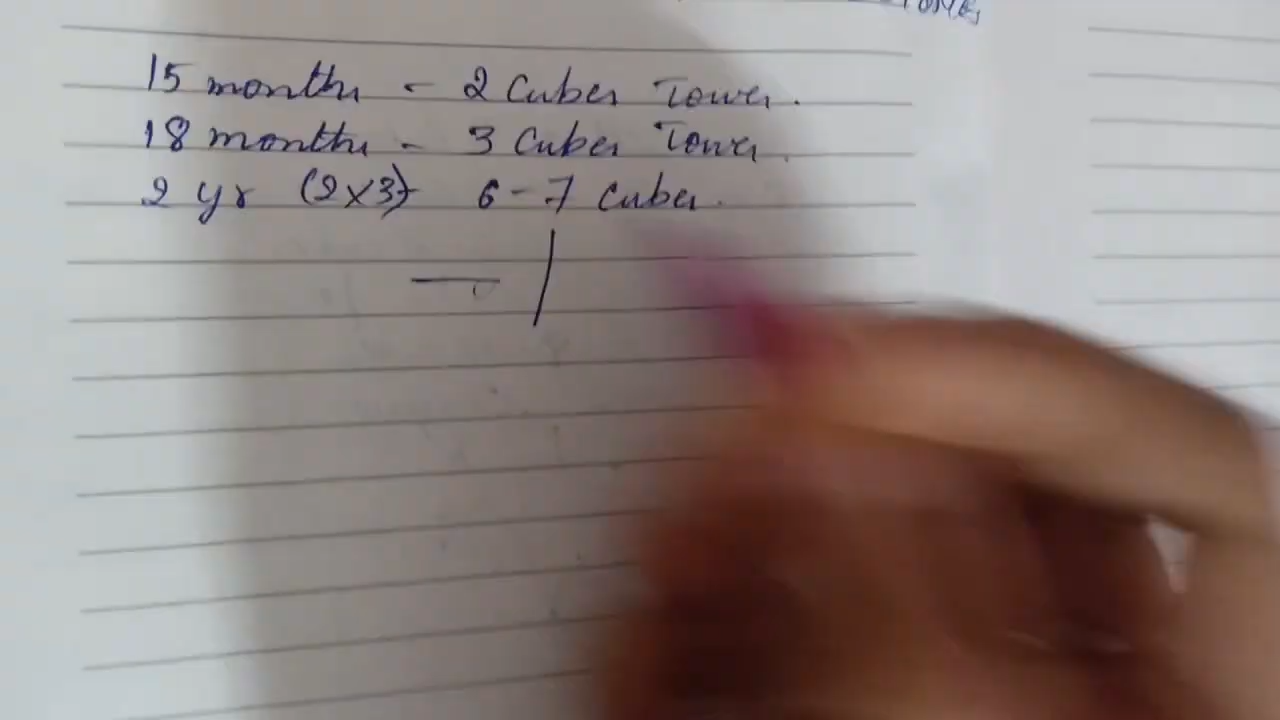 15 months - 2 Cubes Tower.
18 months - 3 Cubes Tower.
2 yr (2x3) 6-7 Cubes.